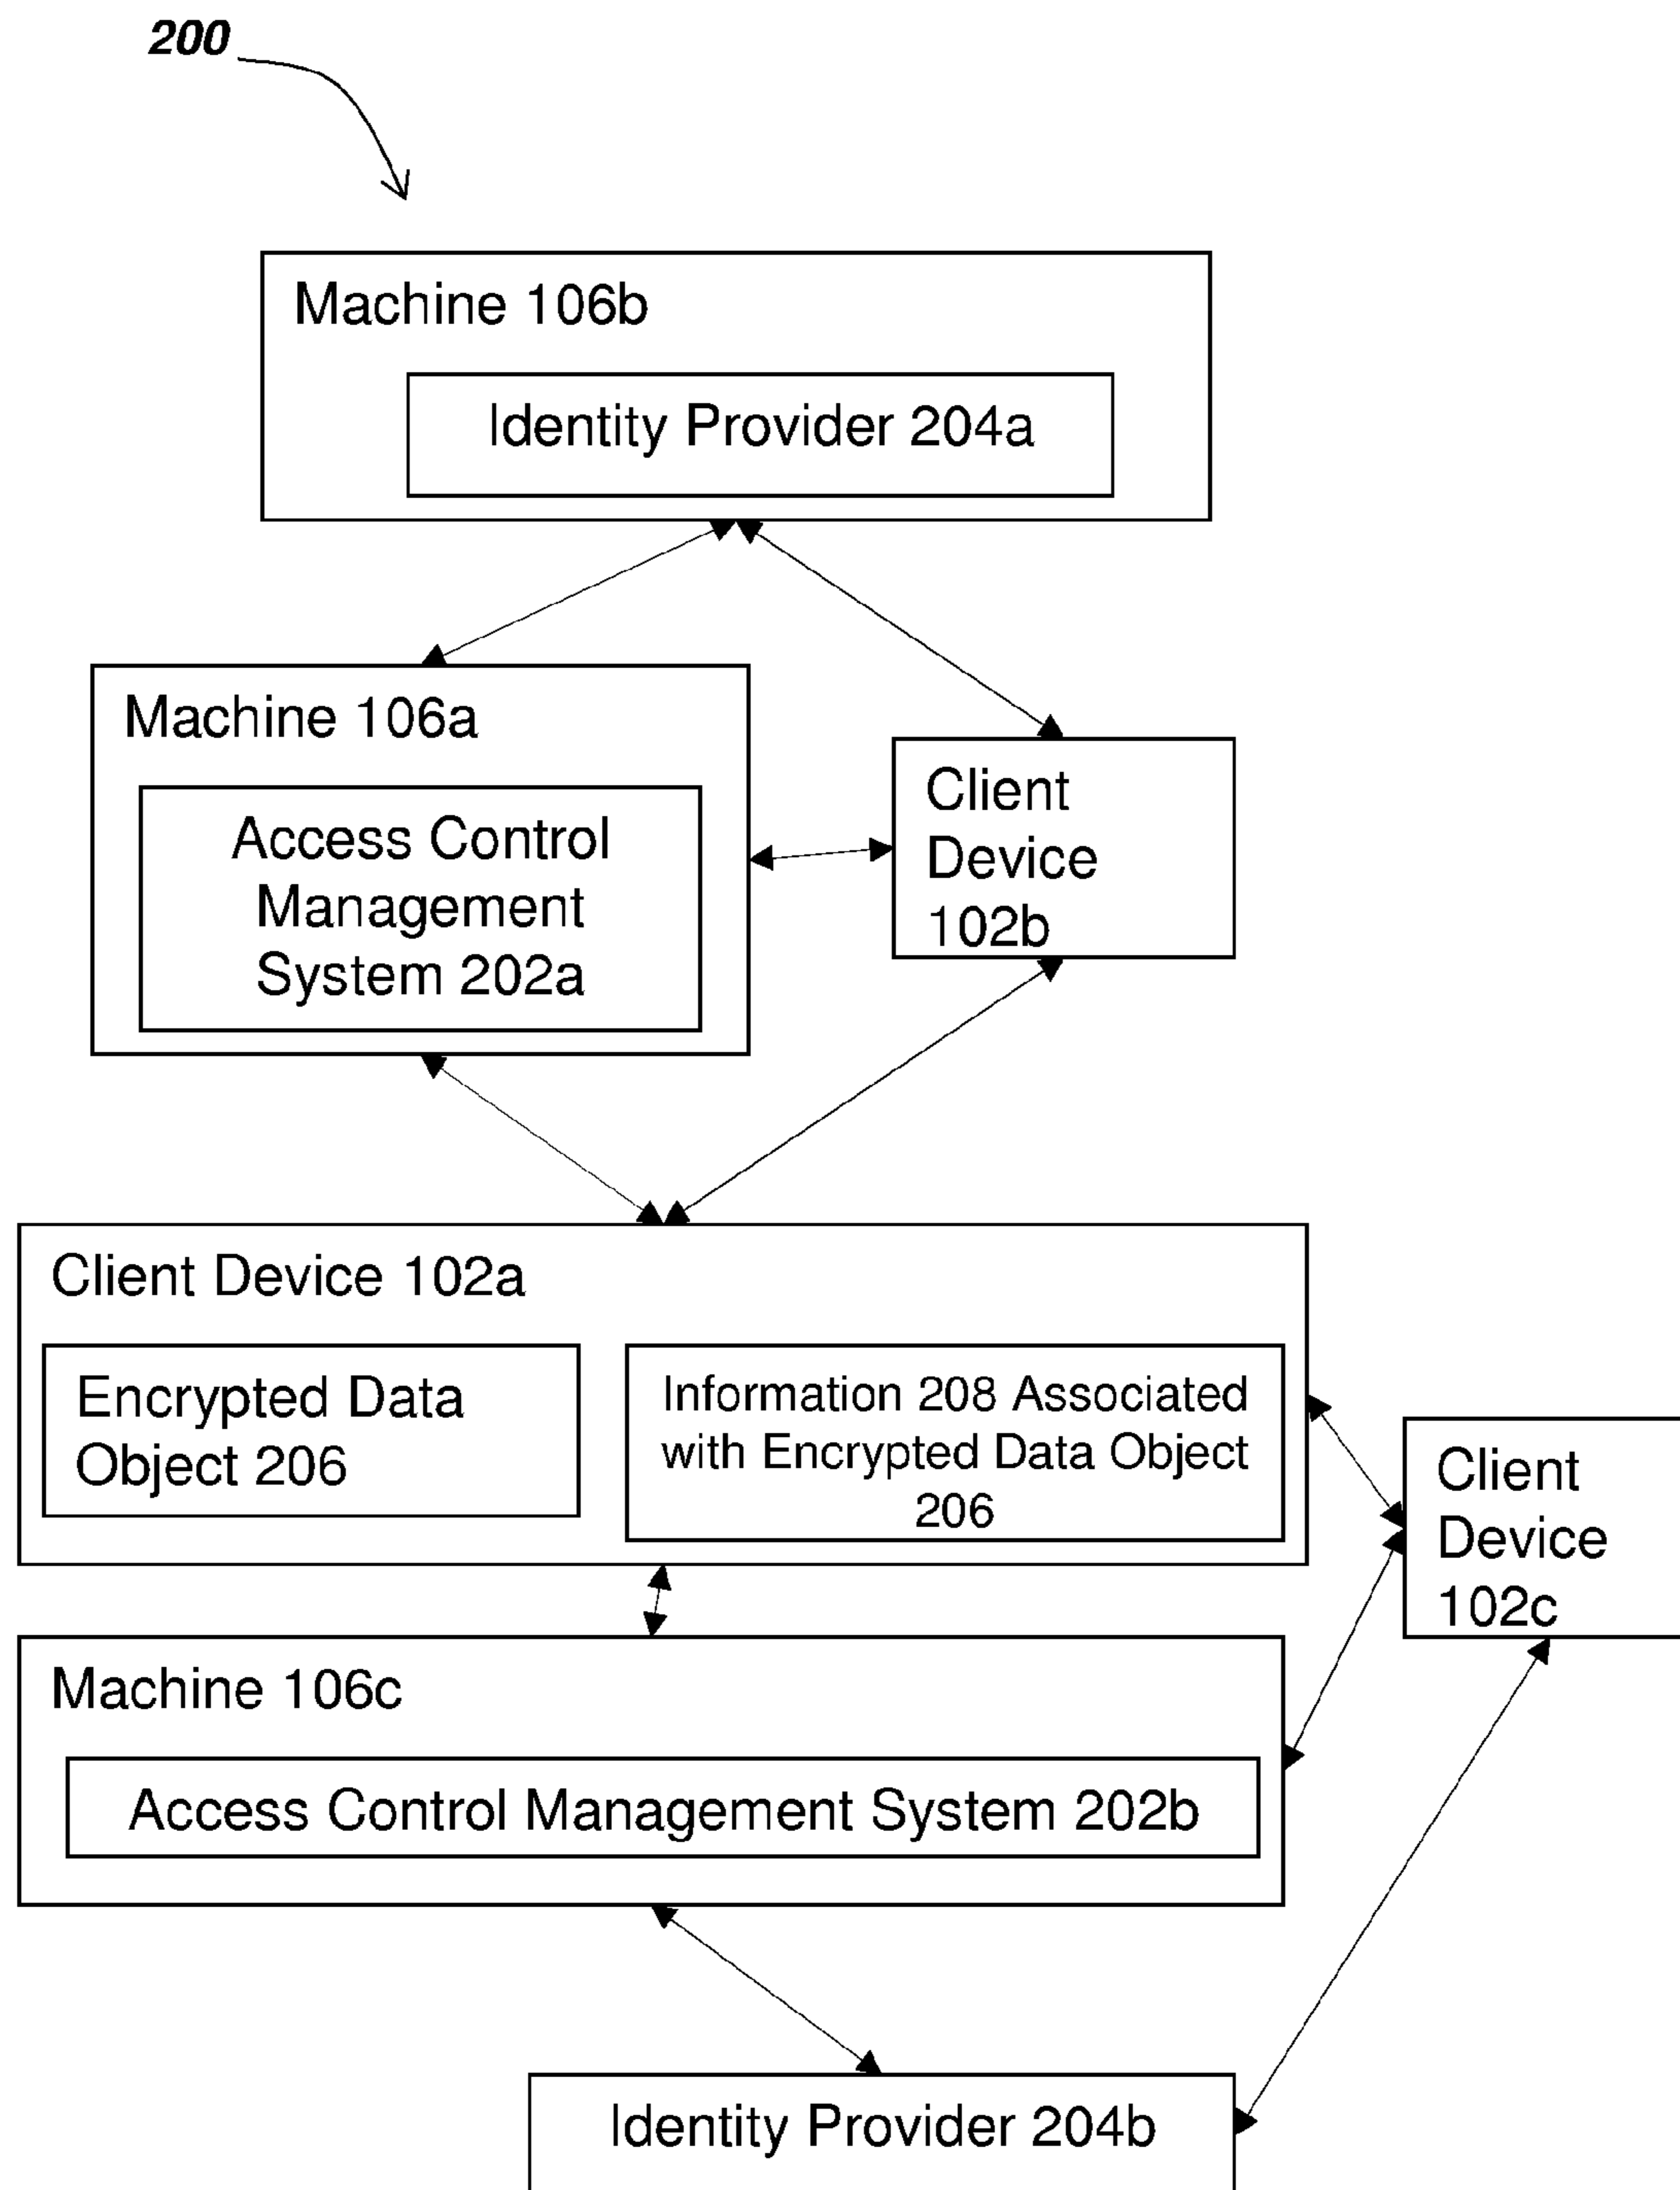 200
Machine 106b
Identity Provider 204a
Machine 106a
Access Control
Management
System 202a
Client
Device
102b
Client Device 102a
Encrypted Data
Object 206
Information 208 Associated
with Encrypted Data Object
206
Client
Device
102c
Machine 106c
Access Control Management System 202b
Identity Provider 204b